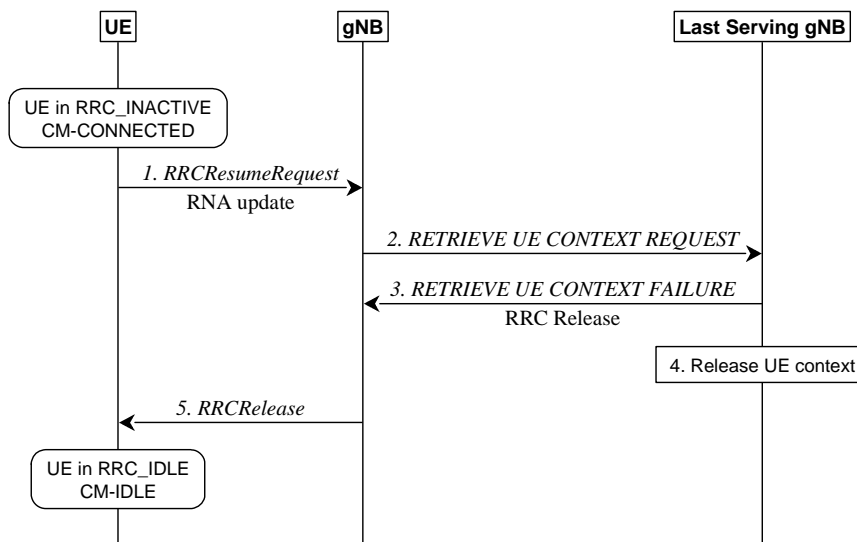 UE
gNB
Last Serving gNB
UE in RRC_INACTIVE
CM-CONNECTED
1. RRCResumeRequest
RNA update
2. RETRIEVE UE CONTEXT REQUEST
3. RETRIEVE UE CONTEXT FAILURE
RRC Release
4. Release UE context
5. RRCRelease
UE in RRC_IDLE
CM-IDLE